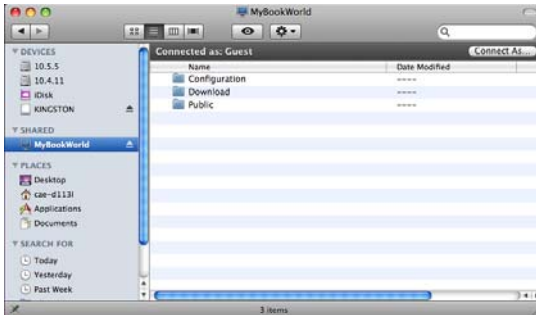 MyBookWorld
DEVICES
10.5.5
10.4.11
iDisk
KINGSTON
SHARED
MyBookWorld
PLACES
Desktop
cae-d113l
Applications
Documents
SEARCH FOR
Today
Yesterday
Past Week
Connected as: Guest
Connect As...
Name
Date Modified
Configuration
----
Download
----
Public
----
3 items